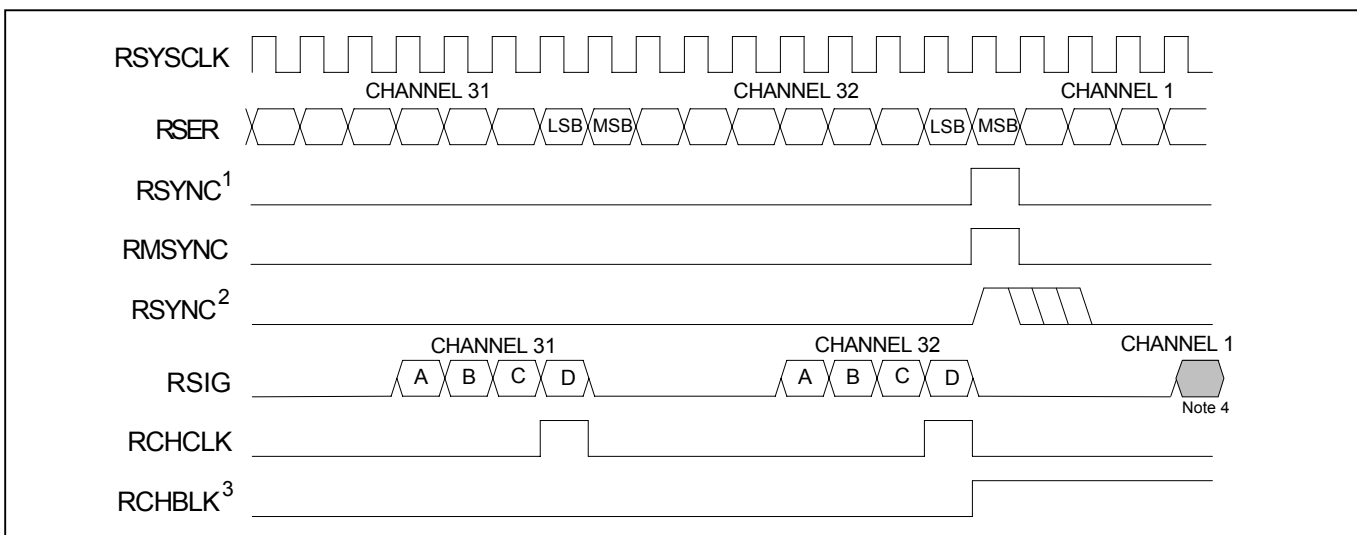 RSYSCLK
CHANNEL 31 CHANNEL 32 CHANNEL 1
RSER LSB MSB LSB MSB
RSYNC¹
RMSYNC
RSYNC²
CHANNEL 31 CHANNEL 32 CHANNEL 1
RSIG A B C D A B C D
Note 4
RCHCLK
RCHBLK³